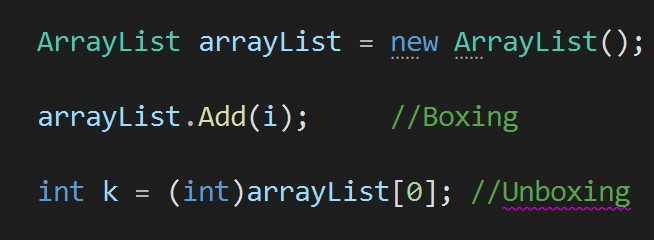 ArrayList arrayList = new ArrayList();
arrayList.Add(i);     //Boxing
int k = (int)arrayList[0]; //Unboxing